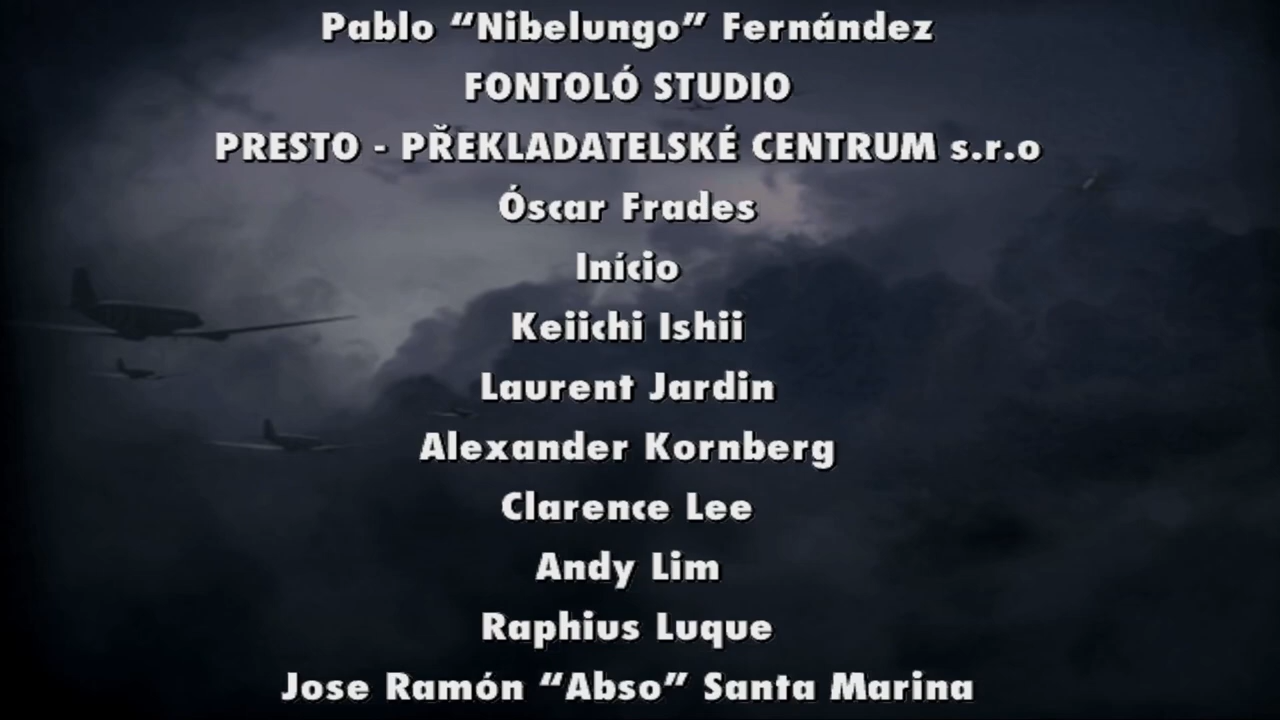 Pablo “Nibelungo” Fernández
FONTOLÓ STUDIO
PRESTO - PŘEKLADATELSKÉ CENTRUM s.r.o
Óscar Frades
Início
Keiichi Ishii
Laurent Jardin
Alexander Kornberg
Clarence Lee
Andy Lim
Raphius Luque
Jose Ramón “Abso” Santa Marina